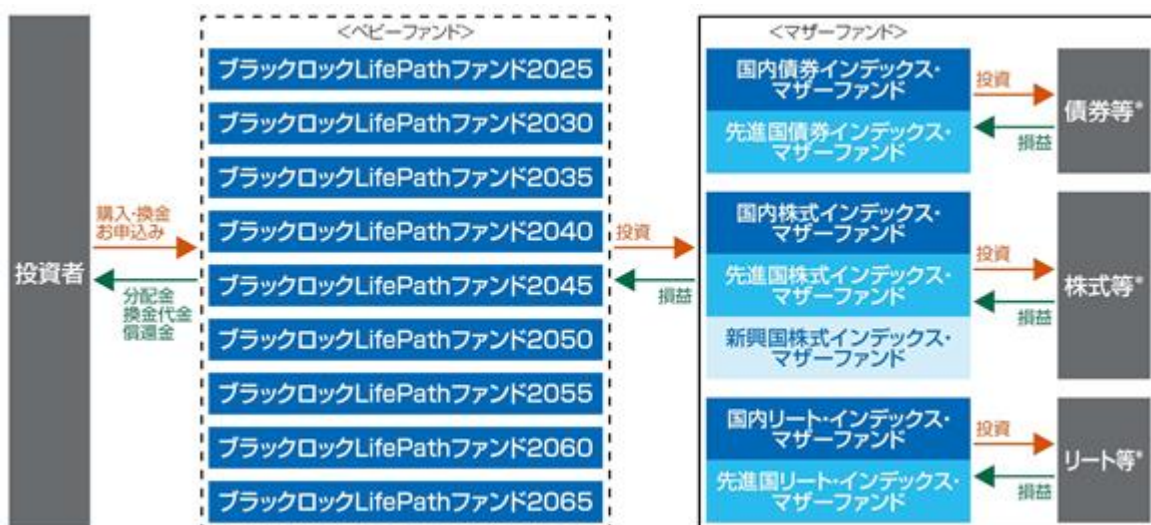 投資者
購入・換金
お申込み
分配金
換金代金
償還金
<ベビーファンド>
ブラックロックLifePathファンド2025
ブラックロックLifePathファンド2030
ブラックロックLifePathファンド2035
ブラックロックLifePathファンド2040
ブラックロックLifePathファンド2045
ブラックロックLifePathファンド2050
ブラックロックLifePathファンド2055
ブラックロックLifePathファンド2060
ブラックロックLifePathファンド2065
投資
損益
<マザーファンド>
国内債券インデックス・
マザーファンド
先進国債券インデックス・
マザーファンド
投資
損益
債券等*
国内株式インデックス・
マザーファンド
先進国株式インデックス・
マザーファンド
新興国株式インデックス・
マザーファンド
投資
損益
株式等*
国内リート・インデックス・
マザーファンド
先進国リート・インデックス・
マザーファンド
投資
損益
リート等*